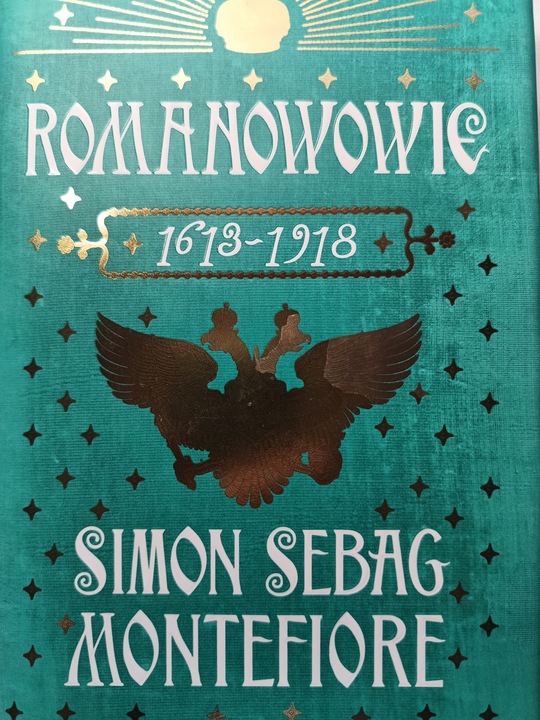 ROMANOWOWIE
1613-1918
SIMON SEBAG
MONTEFIORE